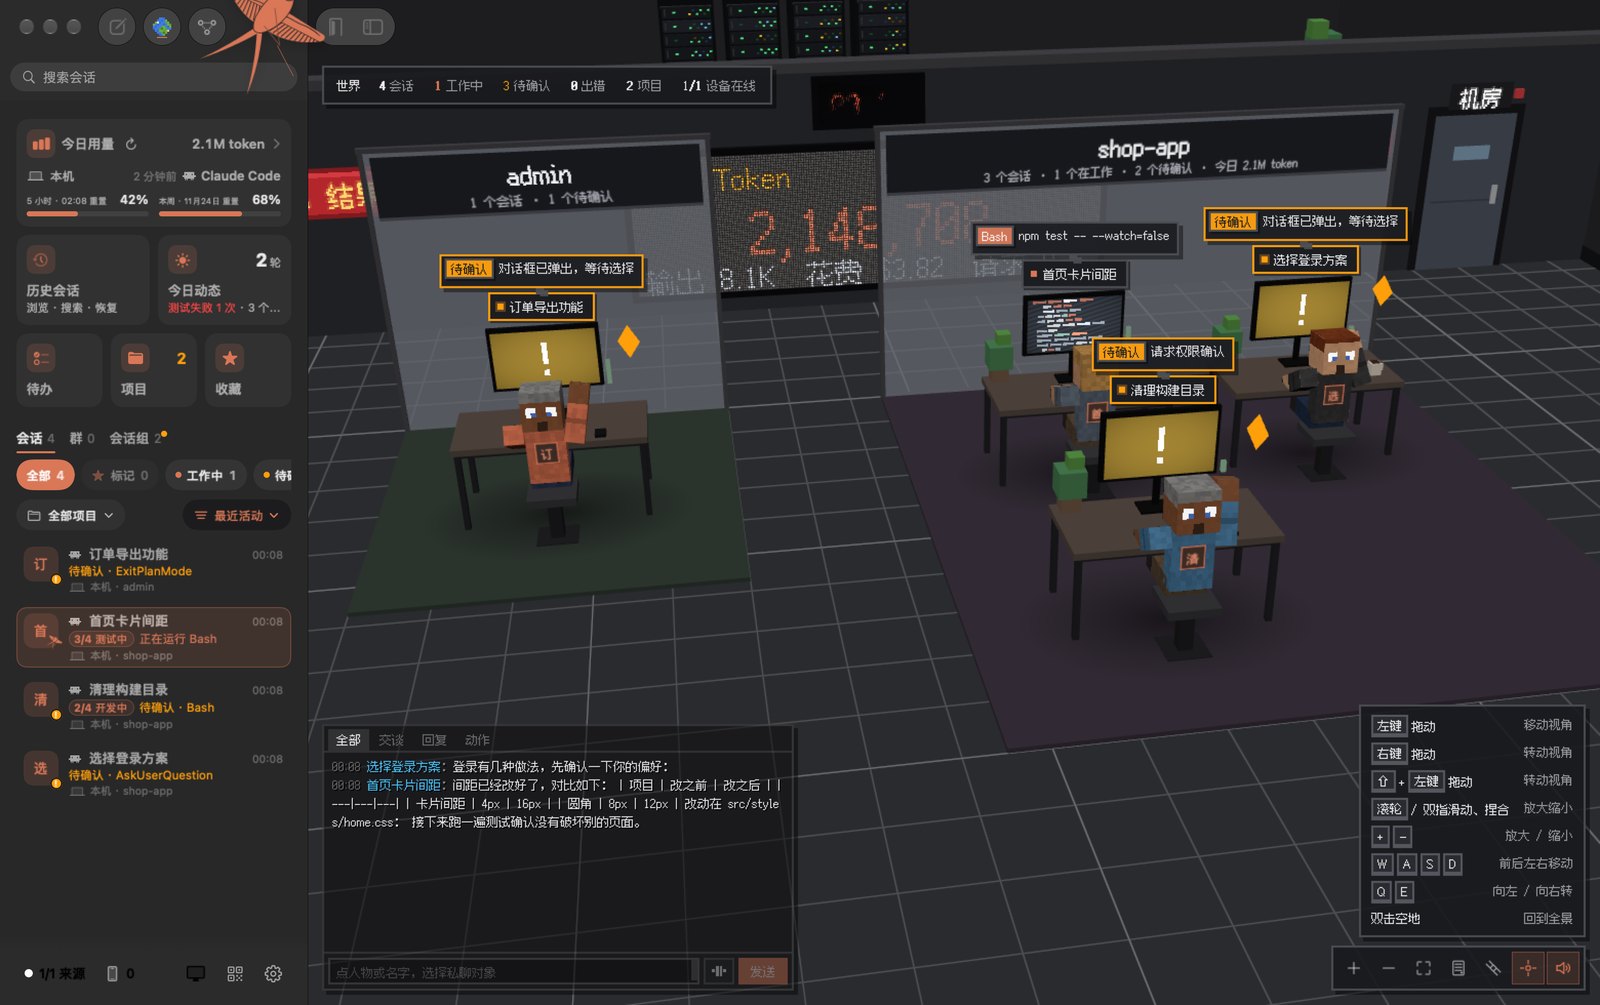 搜索会话
今日用量
2.1M token
本机
2 分钟前
Claude Code
5 小时 · 02:08 重置
42%
本周 · 11月24日 重置
68%
历史会话
浏览 · 搜索 · 恢复
2 轮
今日动态
测试失败 1 次 · 3 个...
待办
项目
2
收藏
会话 4
群 0
会话组 2
全部 4
标记 0
工作中 1
全部项目
最近活动
订
订单导出功能
00:08
待确认 · ExitPlanMode
本机 · admin
首
首页卡片间距
00:08
3/4 测试中
正在运行 Bash
本机 · shop-app
清
清理构建目录
00:08
2/4 开发中
待确认 · Bash
本机 · shop-app
选
选择登录方案
00:08
待确认 · AskUserQuestion
本机 · shop-app
1/1 来源
0
世界
4 会话
1 工作中
3 待确认
0 出错
2 项目
1/1 设备在线
机房
admin
1 个会话 · 1 个待确认
shop-app
3 个会话 · 1 个在工作 · 2 个待确认 · 今日 2.1M token
Token
2,148,708
输出
8.1K
花费
63.82
待确认 对话框已弹出，等待选择
订单导出功能
!
订
Bash npm test -- --watch=false
首页卡片间距
待确认 对话框已弹出，等待选择
选择登录方案
!
选
待确认 请求权限确认
清理构建目录
!
清
全部
交谈
回复
动作
00:08 选择登录方案：登录有几种做法，先确认一下你的偏好：
00:08 首页卡片间距：间距已经改好了，对比如下： | 项目 | 改之前 | 改之后 | |
---|---|---| | 卡片间距 | 4px | 16px | | 圆角 | 8px | 12px | 改动在 src/style
s/home.css： 接下来跑一遍测试确认没有破坏别的页面。
点人物或名字，选择私聊对象
发送
左键 拖动 移动视角
右键 拖动 转动视角
⇧ + 左键 拖动 转动视角
滚轮 / 双指滑动、捏合 放大缩小
+ − 放大 / 缩小
W A S D 前后左右移动
Q E 向左 / 向右转
双击空地 回到全景